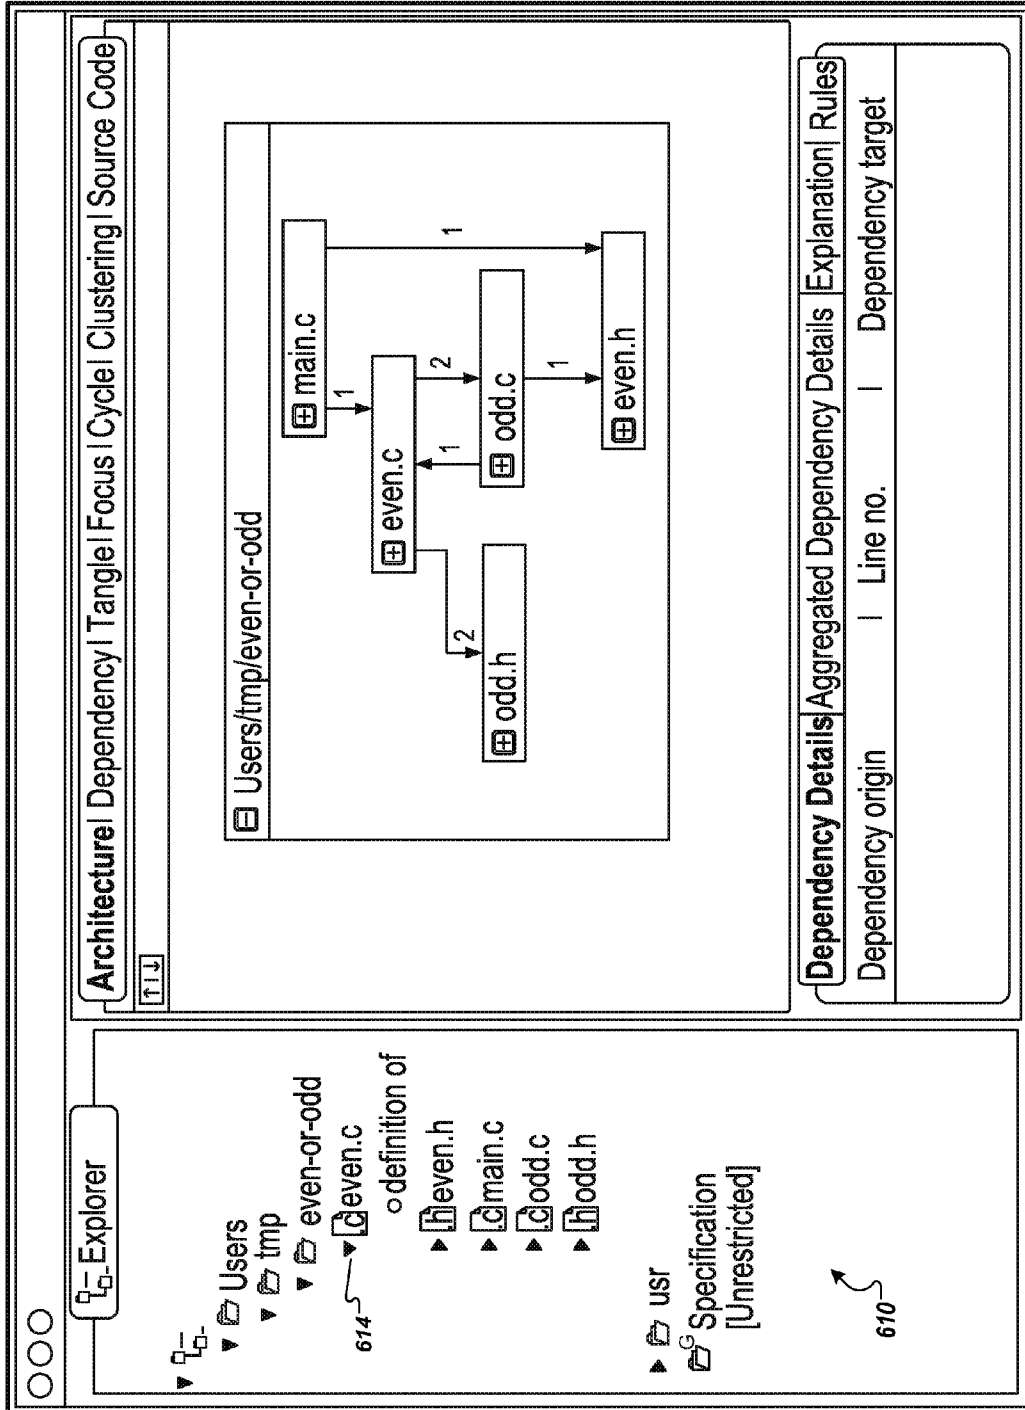 Explorer
Users
tmp
even-or-odd
.c even.c
definition of
.h even.h
.c main.c
.c odd.c
.h odd.h
usr
G Specification
[Unrestricted]
614
610
Architecture| Dependency | Tangle| Focus | Cycle| Clustering | Source Code
↑|↓
Users/tmp/even-or-odd
main.c
1
1
even.c
2
1
2
odd.h
odd.c
1
even.h
Dependency Details|Aggregated Dependency Details |Explanation| Rules
Dependency origin | Line no. | Dependency target